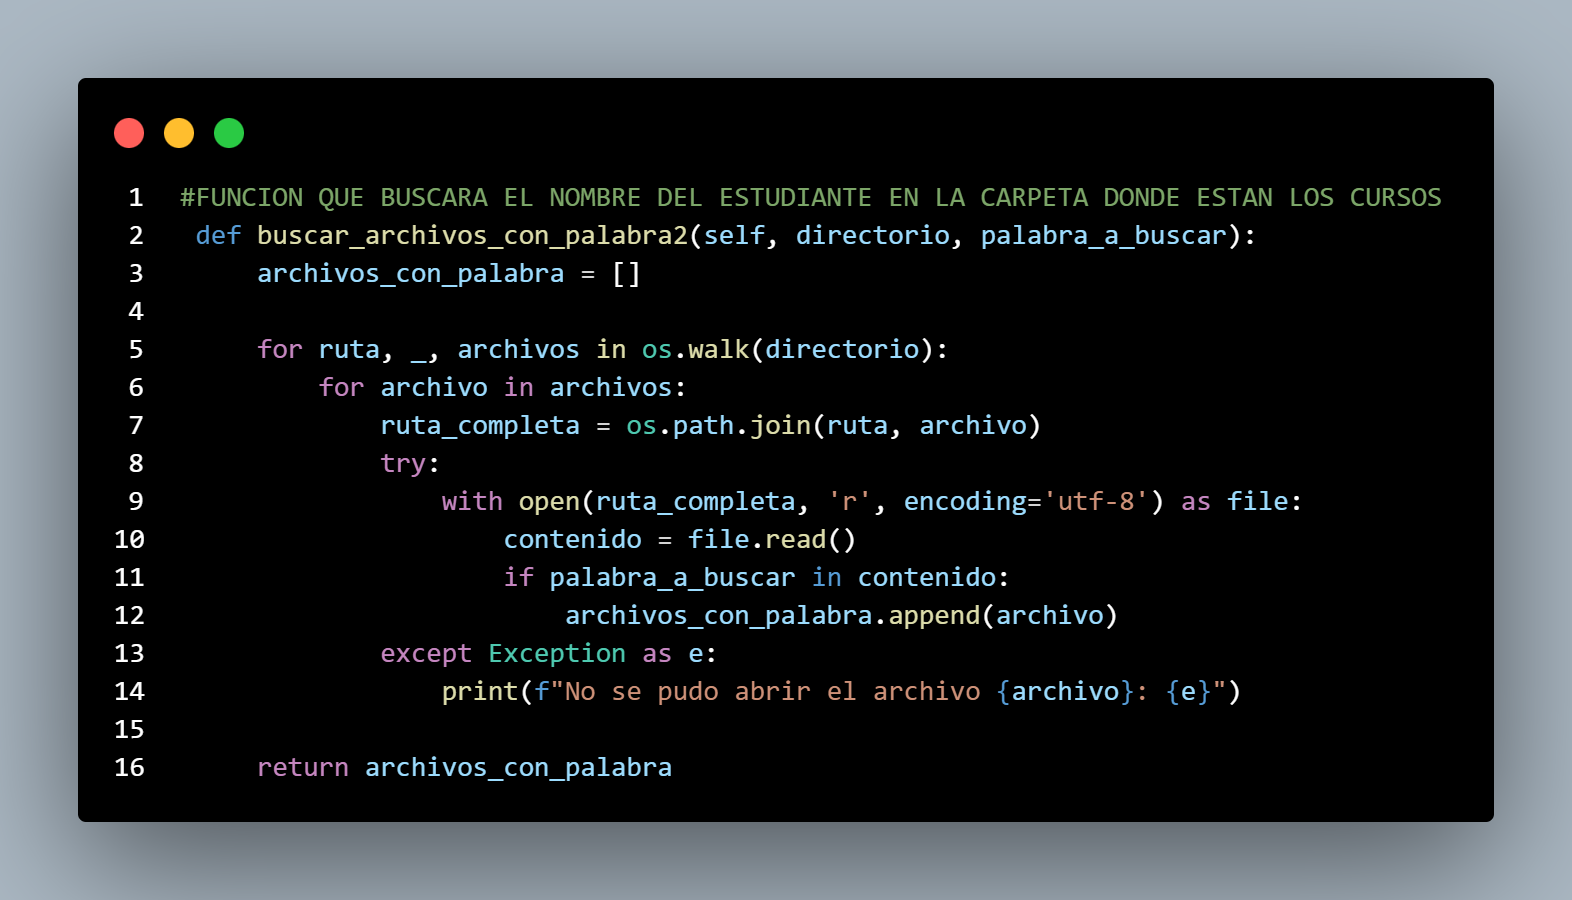 1 #FUNCION QUE BUSCARA EL NOMBRE DEL ESTUDIANTE EN LA CARPETA DONDE ESTAN LOS CURSOS
2  def buscar_archivos_con_palabra2(self, directorio, palabra_a_buscar):
3      archivos_con_palabra = []
4
5      for ruta, _, archivos in os.walk(directorio):
6          for archivo in archivos:
7              ruta_completa = os.path.join(ruta, archivo)
8              try:
9                  with open(ruta_completa, 'r', encoding='utf-8') as file:
10                     contenido = file.read()
11                     if palabra_a_buscar in contenido:
12                         archivos_con_palabra.append(archivo)
13             except Exception as e:
14                 print(f"No se pudo abrir el archivo {archivo}: {e}")
15
16     return archivos_con_palabra